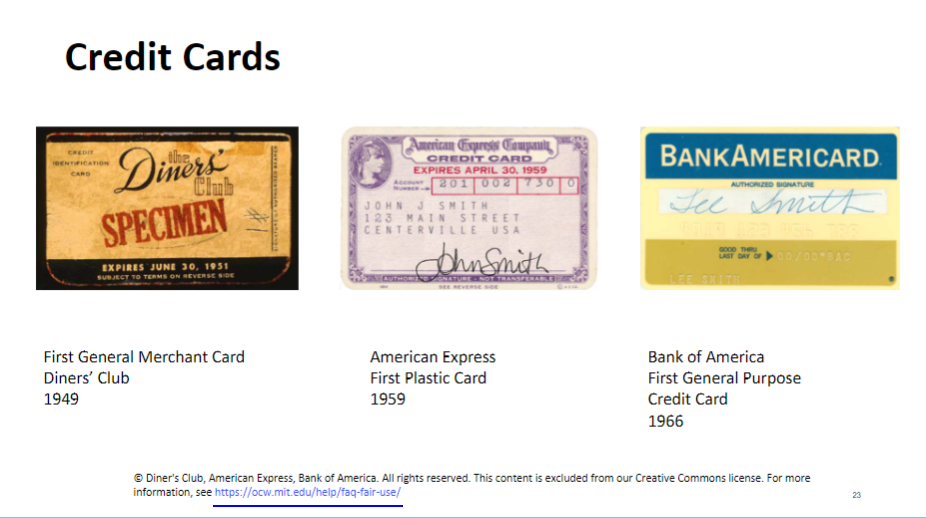 Credit Cards
CREDIT
IDENTIFICATION
CARD
the
Diners'
Club
SPECIMEN
EXPIRES JUNE 30, 1951
SUBJECT TO TERMS ON REVERSE SIDE
American Express Company
CREDIT CARD
EXPIRES APRIL 30, 1959
ACCOUNT
NUMBER
201 002 730 0
JOHN J SMITH
123 MAIN STREET
CENTERVILLE USA
John Smith
NOT TRANSFERABLE
SEE REVERSE SIDE
BANKAMERICARD
AUTHORIZED SIGNATURE
Lee Smith
GOOD THRU
LAST DAY OF
00/00*BAC
LEE SMITH
First General Merchant Card
Diners’ Club
1949
American Express
First Plastic Card
1959
Bank of America
First General Purpose
Credit Card
1966
© Diner's Club, American Express, Bank of America. All rights reserved. This content is excluded from our Creative Commons license. For more
information, see https://ocw.mit.edu/help/faq-fair-use/
23